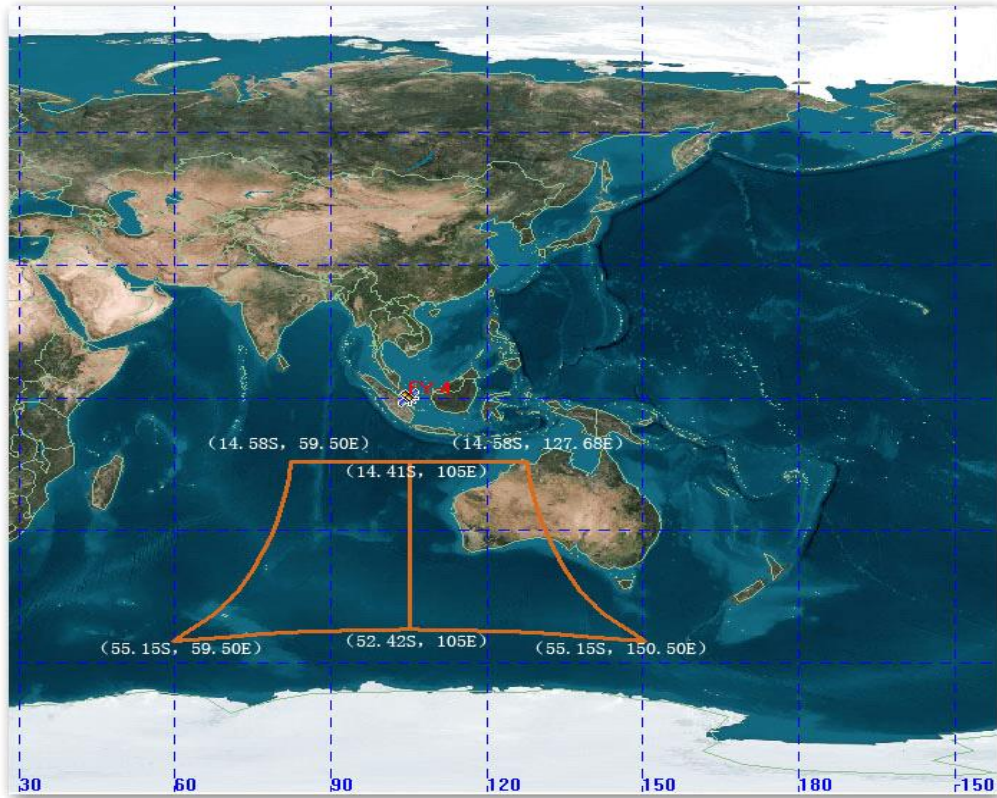 FY-4
(14.58S, 59.50E) (14.58S, 127.68E)
(14.41S, 105E)
(55.15S, 59.50E) (52.42S, 105E) (55.15S, 150.50E)
30 60 90 120 150 180 -150